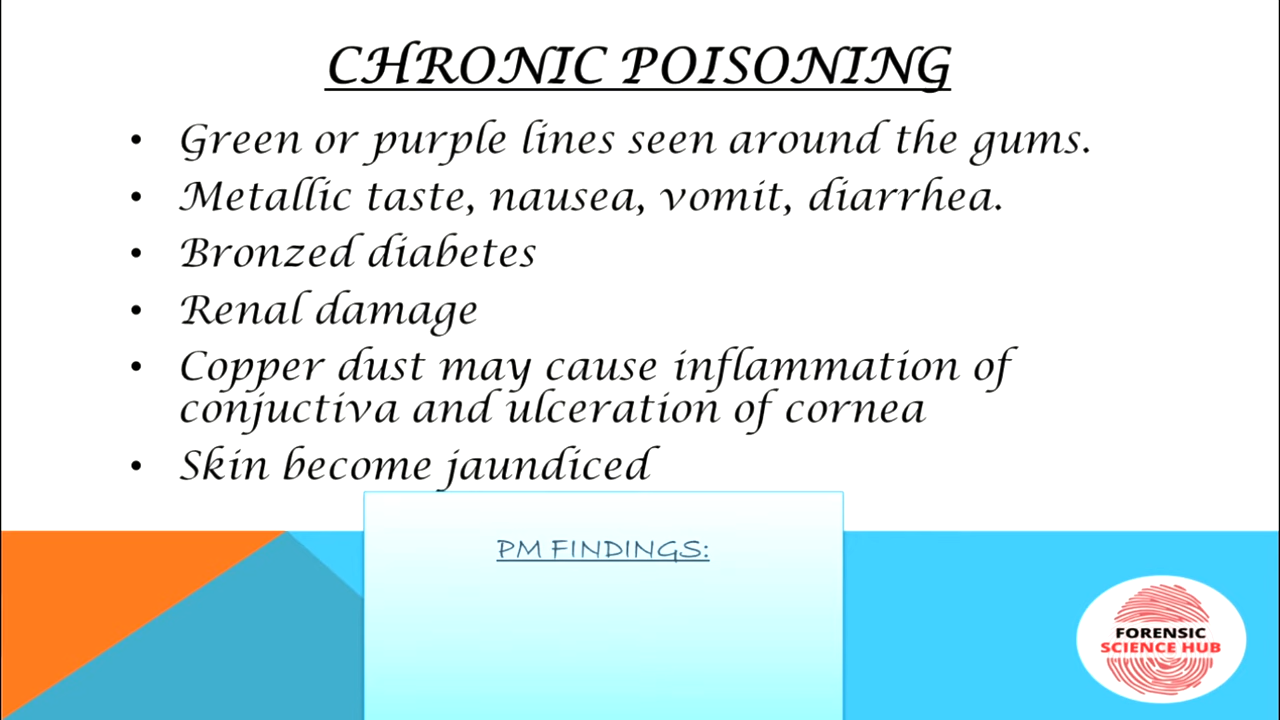 CHRONIC POISONING
• Green or purple lines seen around the gums.
• Metallic taste, nausea, vomit, diarrhea.
• Bronzed diabetes
• Renal damage
• Copper dust may cause inflammation of
conjuctiva and ulceration of cornea
• Skin become jaundiced
PM FINDINGS:
FORENSIC
SCIENCE HUB